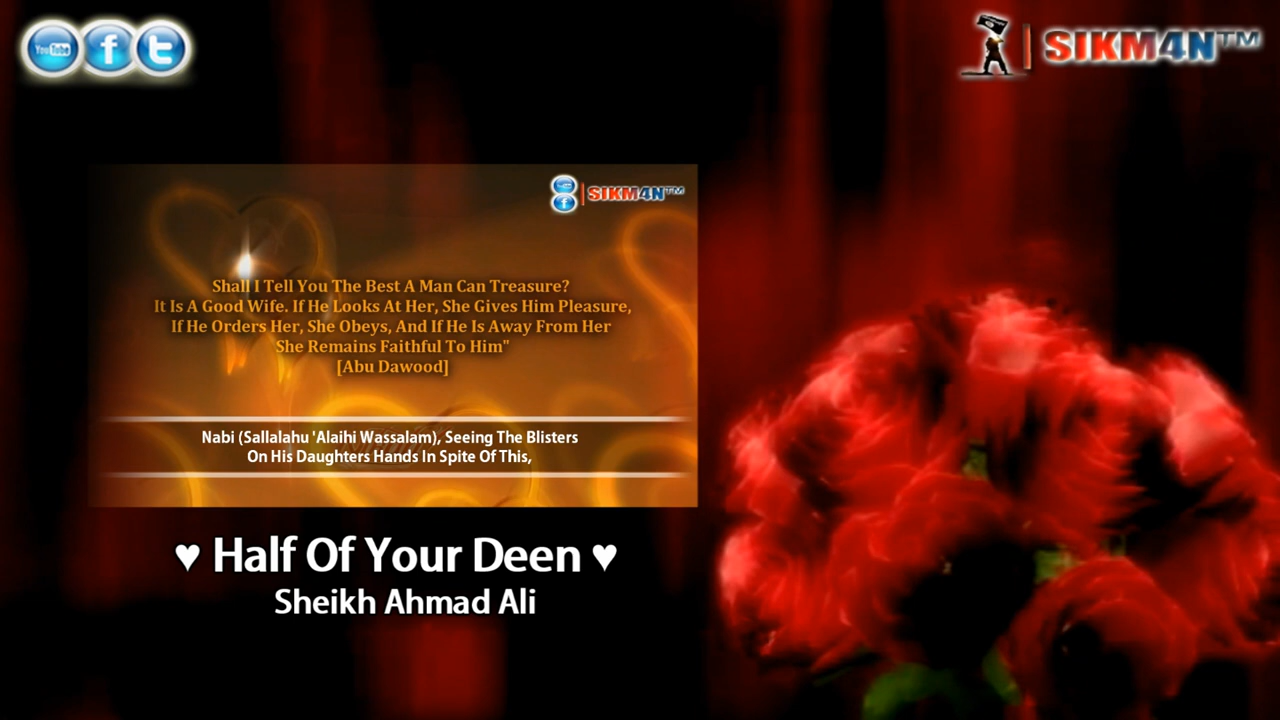 YouTube
SIKM4N™
SIKM4N™
Shall I Tell You The Best A Man Can Treasure?
It Is A Good Wife. If He Looks At Her, She Gives Him Pleasure,
If He Orders Her, She Obeys, And If He Is Away From Her
She Remains Faithful To Him"
[Abu Dawood]
Nabi (Sallalahu 'Alaihi Wassalam), Seeing The Blisters
On His Daughters Hands In Spite Of This,
♥ Half Of Your Deen ♥
Sheikh Ahmad Ali